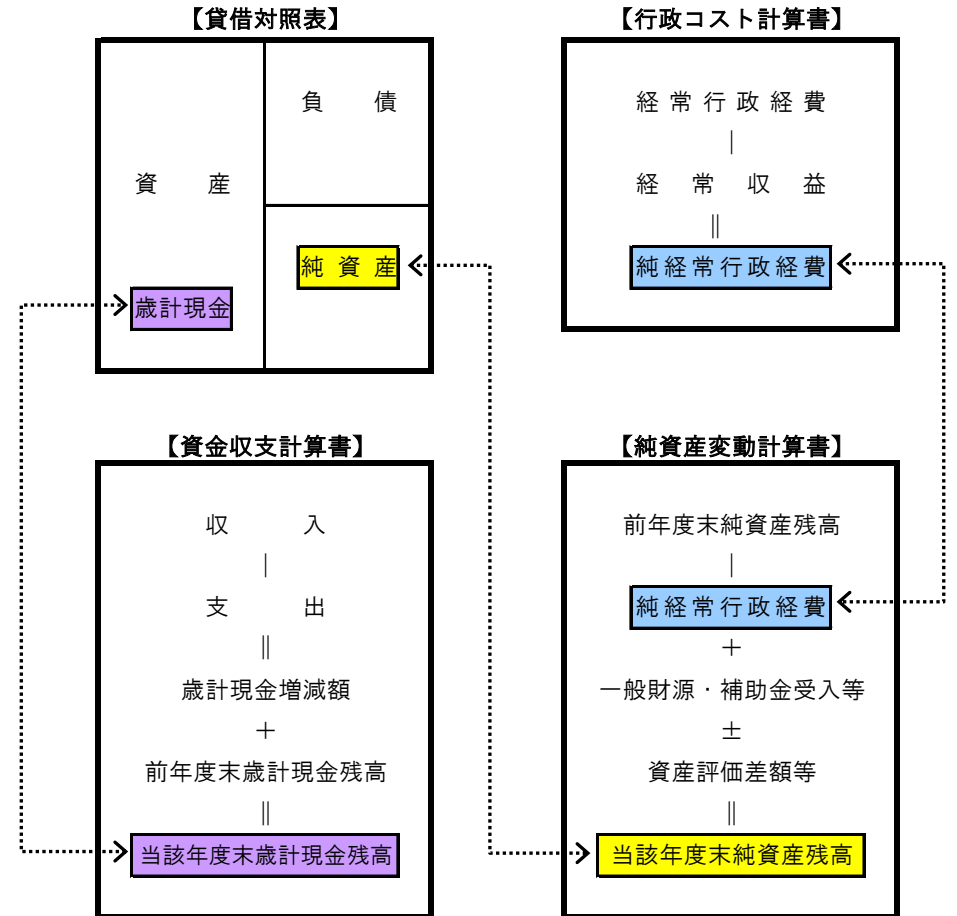 【貸借対照表】
負　債
資　産
純資産
歳計現金
【行政コスト計算書】
経常行政経費
｜
経常収益
||
純経常行政経費
【資金収支計算書】
収　入
｜
支　出
||
歳計現金増減額
＋
前年度末歳計現金残高
||
当該年度末歳計現金残高
【純資産変動計算書】
前年度末純資産残高
｜
純経常行政経費
＋
一般財源・補助金受入等
±
資産評価差額等
||
当該年度末純資産残高